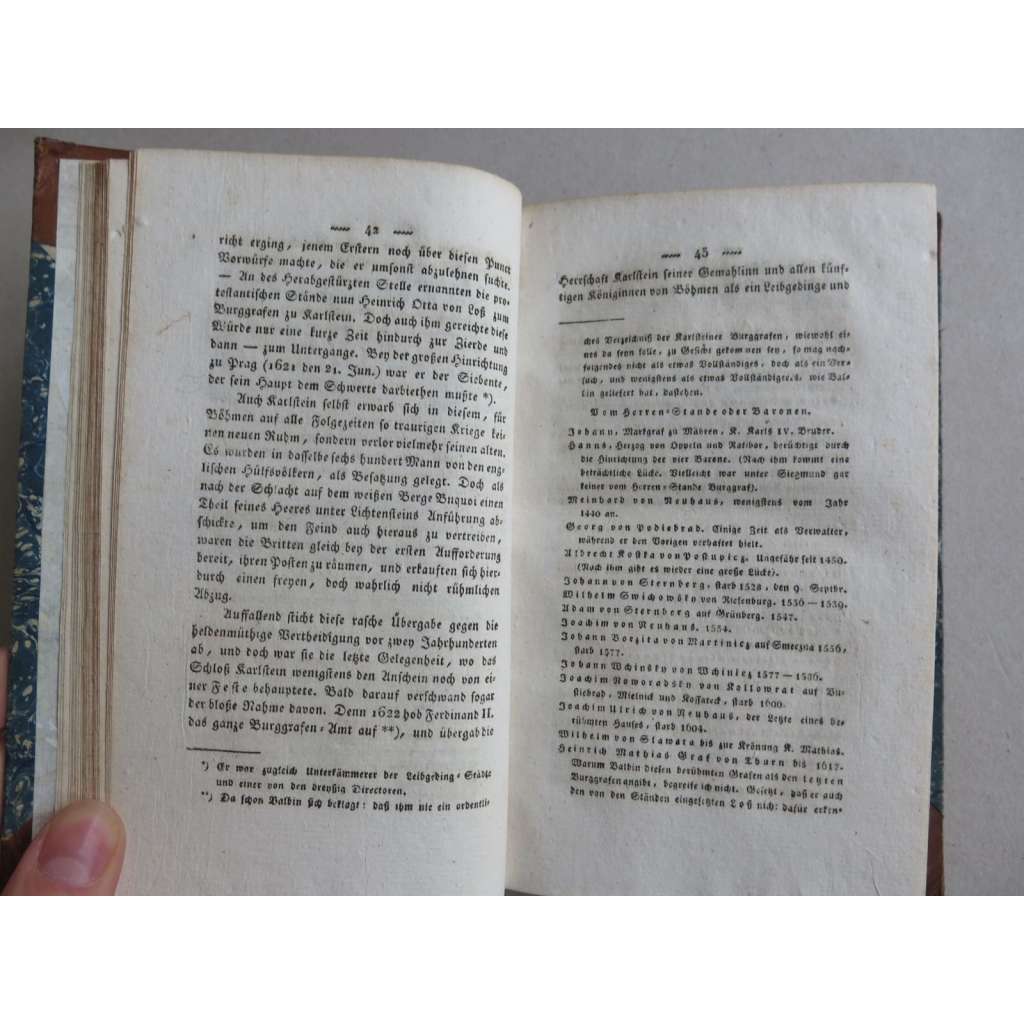 42
richt erging, jenem Erstern noch über diesen Punct
Vorwürfe machte, die er umsonst abzulehnen suchte.
— An des Herabgestürzten Stelle ernannten die pro-
testantischen Stände nun Heinrich Otta von Loß zum
Burggrafen zu Karlstein. Doch auch ihm gereichte diese
Würde nur eine kurze Zeit hindurch zur Zierde und
dann — zum Untergange. Bey der großen Hinrichtung
zu Prag (1621 den 21. Jun.) war er der Siebente,
der sein Haupt dem Schwerte darbiethen mußte *).
Auch Karlstein selbst erwarb sich in diesem, für
Böhmen auf alle Folgezeiten so traurigen Kriege kei-
nen neuen Ruhm, sondern verlor vielmehr seinen alten.
Es wurden in dasselbe sechs hundert Mann von den eng-
lischen Hülfsvölkern, als Besatzung gelegt. Doch als
nach der Schlacht auf dem weißen Berge Buquoi einen
Theil seines Heeres unter Lichtensteins Anführung ab-
schickte, um den Feind auch hieraus zu vertreiben,
waren die Britten gleich bey der ersten Aufforderung
bereit, ihren Posten zu räumen, und erkauften sich hier-
durch einen freyen, doch wahrlich nicht rühmlichen
Abzug.
Auffallend sticht diese rasche Übergabe gegen die
heldenmüthige Vertheidigung vor zwey Jahrhunderten
ab, und doch war sie die letzte Gelegenheit, wo das
Schloß Karlstein wenigstens den Anschein noch von ei-
ner Feste behauptete. Bald darauf verschwand sogar
der bloße Nahme davon. Denn 1622 hob Ferdinand II.
das ganze Burggrafen-Amt auf **), und übergab die
*) Er war zugleich Unterkämmerer der Leibgeding-Städte
und einer von den dreyßig Directoren.
**) Da schon Balbin sich beklagt: daß ihm nie ein ordentli-
43
Herrschaft Karlstein seiner Gemahlinn und allen künf-
tigen Königinnen von Böhmen als ein Leibgedinge und
ches Verzeichniß der Karlsteiner Burggrafen, wiewohl ei-
nes da seyn solle, zu Gesicht gekommen sey, so mag nach-
folgendes nicht als etwas Vollständiges, doch als ein Ver-
such, und wenigstens als etwas Vollständigeres, wie Bal-
bin geliefert hat, dastehen.
Vom Herren-Stande oder Baronen.
Johann, Markgraf zu Mähren, K. Karls IV. Bruder.
Hanns, Herzog von Oppeln und Ratibor, berüchtigt durch
die Hinrichtung der vier Barone. (Nach ihm kommt eine
beträchtliche Lücke. Vielleicht war unter Siegmund gar
keiner vom Herren-Stande Burggraf).
Meinhard von Neuhaus, wenigstens vom Jahr
1440 an.
Georg von Podiebrad. Einige Zeit als Verwalter,
während er den Vorigen verhaftet hielt.
Albrecht Kostka von Postupicz. Ungefähr seit 1450.
(Nach ihm gibt es wieder eine große Lücke).
Johann von Sternberg, starb 1528, den 9. Septbr.
Wilhelm Swichowsky von Riesenburg. 1530 — 1539.
Adam von Sternberg auf Grünberg. 1547.
Joachim von Neuhaus. 1554.
Johann Borzita von Martinicz auf Smeczna 1556,
starb 1577.
Johann Wchinsky von Wchinicz 1577 — 1586.
Joachim Noworadsky von Kollowrat auf Bu-
stiehrad, Mielnick und Kossateck, starb 1600.
Joachim Ulrich von Neuhaus, der Letzte eines be-
rühmten Hauses, starb 1604.
Wilhelm von Slawata bis zur Krönung K. Mathias.
Heinrich Mathias Graf von Thurn bis 1617.
Warum Balbin diesen berühmten Grafen als den letzten
Burggrafen angibt, begreife ich nicht. Gesetzt, daß er auch
den von den Ständen eingesetzten Loß nicht dafür erken-